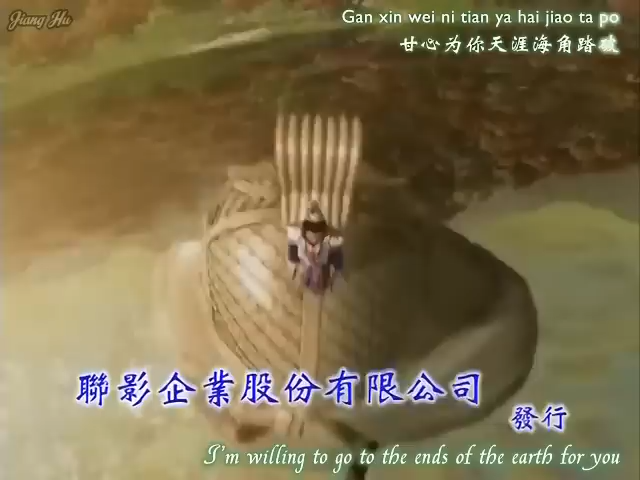 Jiang Hu
Gan xin wei ni tian ya hai jiao ta po
甘心为你天涯海角踏破
聯影企業股份有限公司
發行
I'm willing to go to the ends of the earth for you